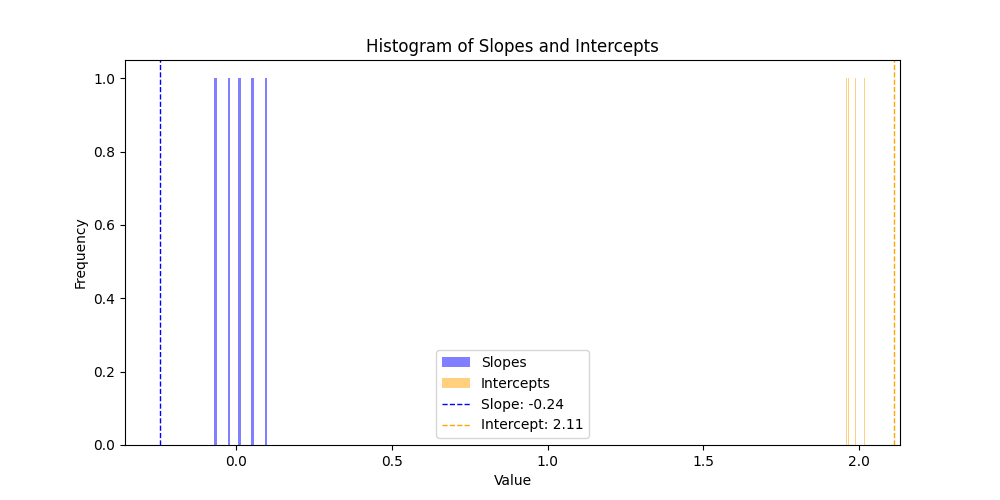 Histogram of Slopes and Intercepts
1.0
0.8
0.6
0.4
0.2
0.0
Frequency
Slopes
Intercepts
Slope: -0.24
Intercept: 2.11
0.0 0.5 1.0 1.5 2.0
Value